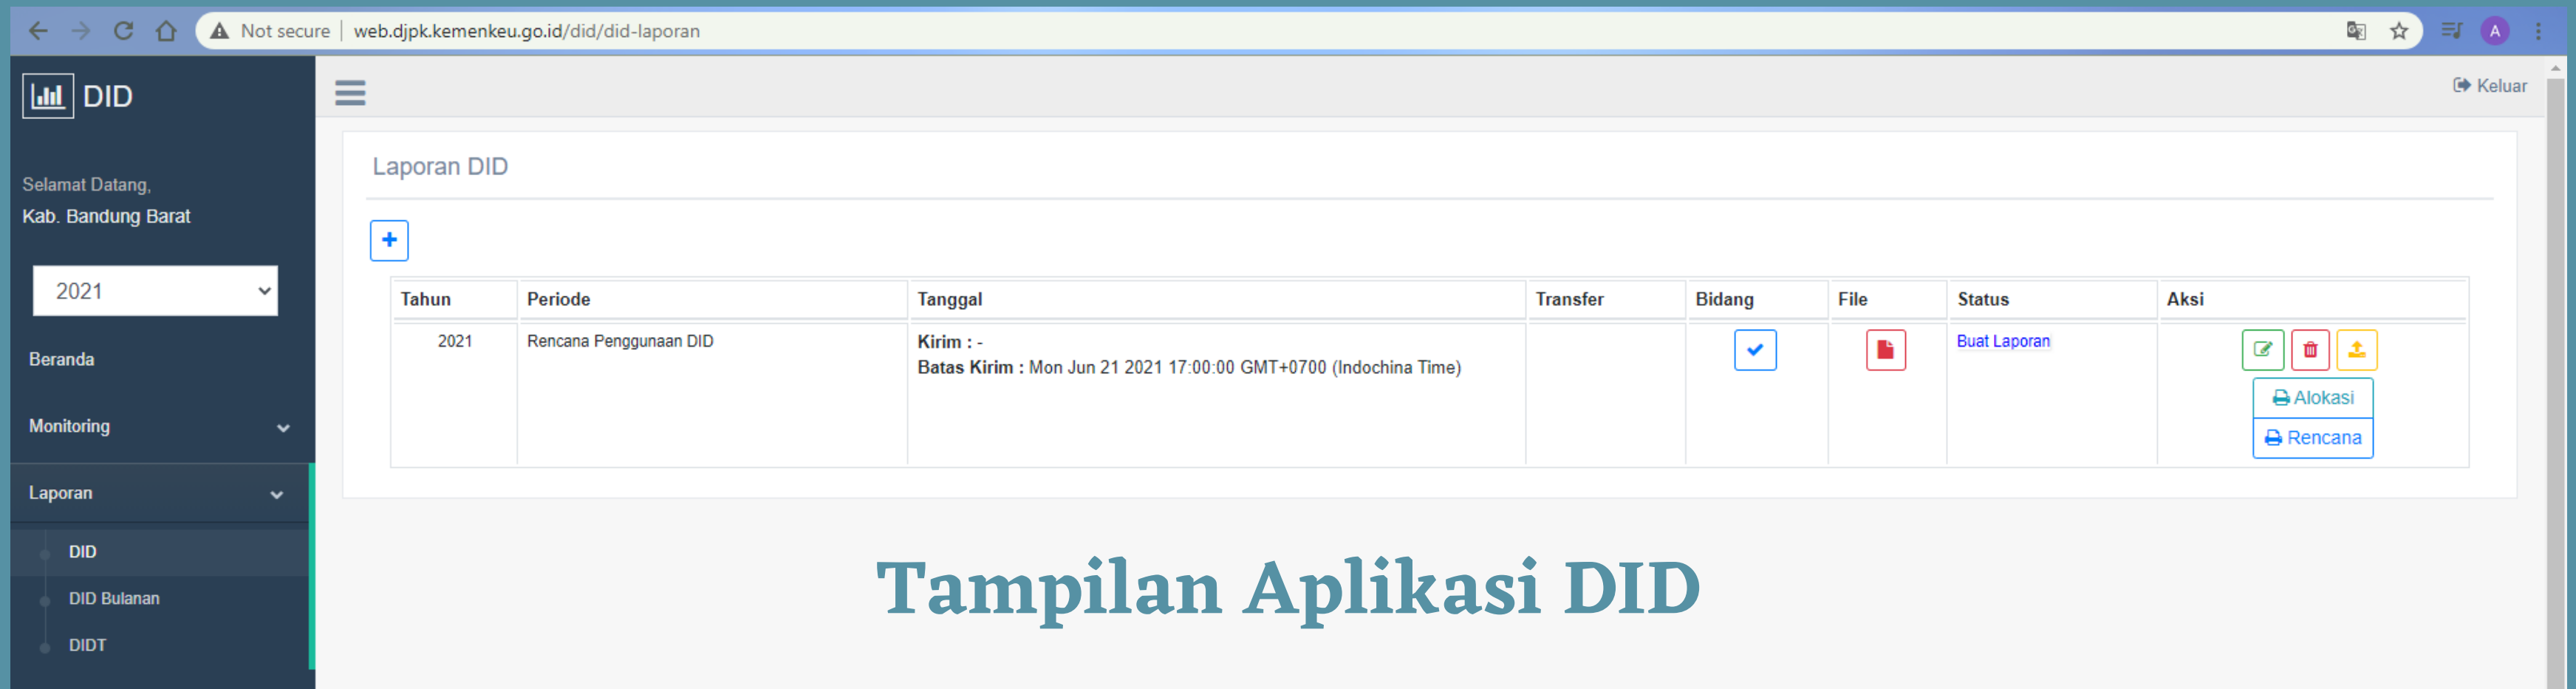 Not secure | web.djpk.kemenkeu.go.id/did/did-laporan
A
DID
Keluar
Selamat Datang,
Kab. Bandung Barat
2021
Beranda
Monitoring
Laporan
DID
DID Bulanan
DIDT
Laporan DID
Tahun Periode Tanggal Transfer Bidang File Status Aksi
2021 Rencana Penggunaan DID Kirim : - Buat Laporan
Batas Kirim : Mon Jun 21 2021 17:00:00 GMT+0700 (Indochina Time)
Alokasi
Rencana
Tampilan Aplikasi DID